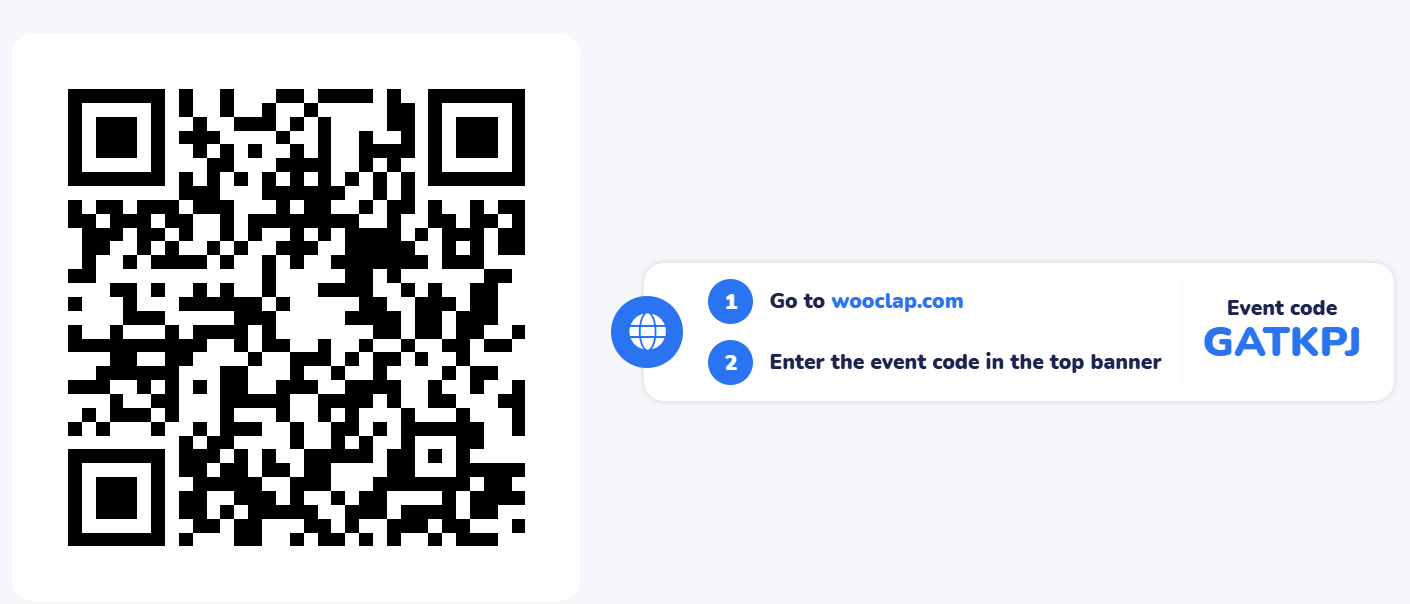 1 Go to wooclap.com
2 Enter the event code in the top banner
Event code
GATKPJ